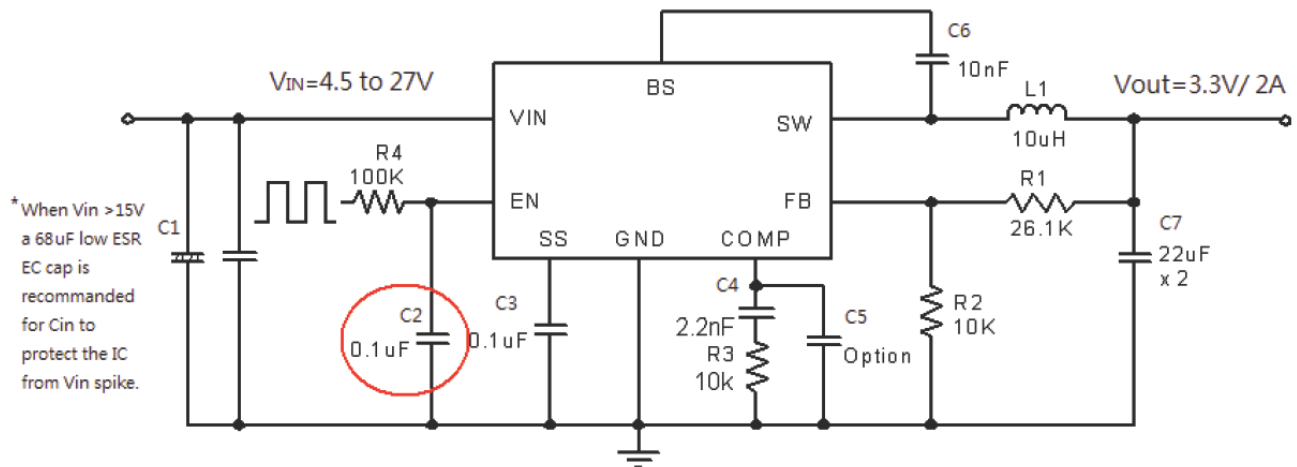 VIN=4.5 to 27V
Vout=3.3V/ 2A
*When Vin >15V
a 68uF low ESR
EC cap is
recommanded
for Cin to
protect the IC
from Vin spike.
C1
R4
100K
C2
0.1uF
VIN
BS
SW
EN
FB
SS
GND
COMP
C3
0.1uF
C4
2.2nF
R3
10k
C5
Option
C6
10nF
L1
10uH
R1
26.1K
R2
10K
C7
22uF
x 2